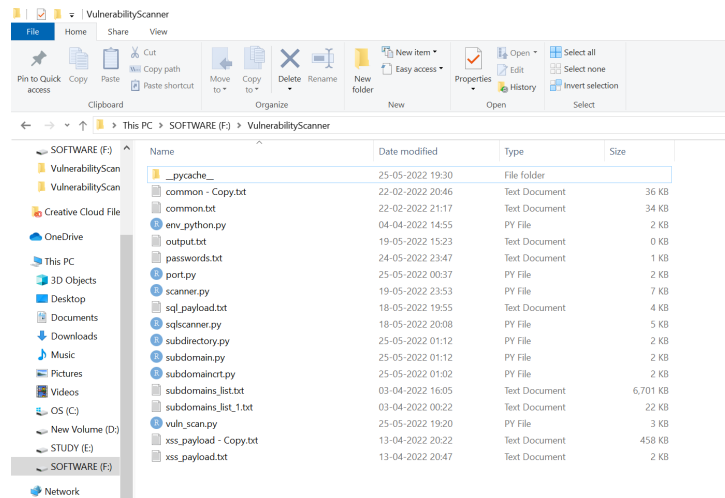 VulnerabilityScanner
File
Home
Share
View
Pin to Quick access
Copy
Paste
Cut
Copy path
Paste shortcut
Clipboard
Move to
Copy to
Delete
Rename
Organize
New folder
New item
Easy access
New
Properties
Open
Edit
History
Open
Select all
Select none
Invert selection
Select
This PC > SOFTWARE (F:) > VulnerabilityScanner
SOFTWARE (F:)
VulnerabilityScan
VulnerabilityScan
Creative Cloud File
OneDrive
This PC
3D Objects
Desktop
Documents
Downloads
Music
Pictures
Videos
OS (C:)
New Volume (D:)
STUDY (E:)
SOFTWARE (F:)
Network
Name Date modified Type Size
__pycache__ 25-05-2022 19:30 File folder
common - Copy.txt 22-02-2022 20:46 Text Document 36 KB
common.txt 22-02-2022 21:17 Text Document 34 KB
env_python.py 04-04-2022 14:55 PY File 2 KB
output.txt 19-05-2022 15:23 Text Document 0 KB
passwords.txt 24-05-2022 23:47 Text Document 1 KB
port.py 25-05-2022 00:37 PY File 2 KB
scanner.py 19-05-2022 23:53 PY File 7 KB
sql_payload.txt 18-05-2022 19:55 Text Document 4 KB
sqlscanner.py 18-05-2022 20:08 PY File 5 KB
subdirectory.py 25-05-2022 01:12 PY File 2 KB
subdomain.py 25-05-2022 01:12 PY File 2 KB
subdomaincrt.py 25-05-2022 01:02 PY File 2 KB
subdomains_list.txt 03-04-2022 16:05 Text Document 6,701 KB
subdomains_list_1.txt 03-04-2022 00:22 Text Document 22 KB
vuln_scan.py 25-05-2022 19:20 PY File 3 KB
xss_payload - Copy.txt 13-04-2022 20:22 Text Document 458 KB
xss_payload.txt 13-04-2022 20:47 Text Document 2 KB